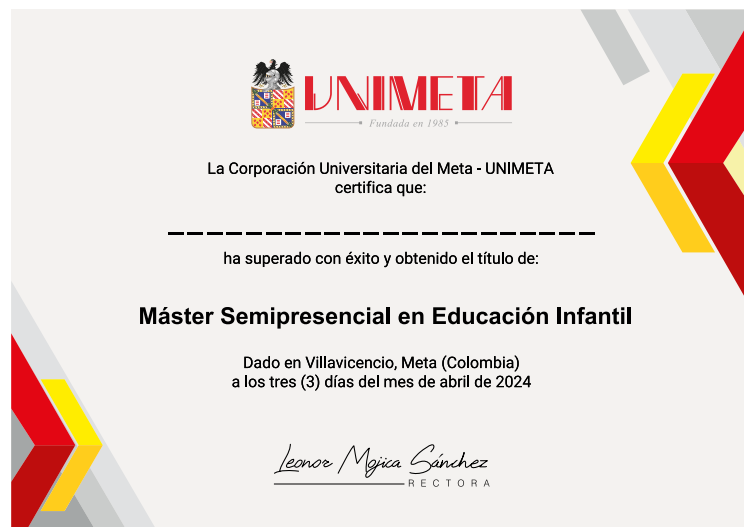 UNIMETA
Fundada en 1985
La Corporación Universitaria del Meta - UNIMETA
certifica que:
ha superado con éxito y obtenido el título de:
Máster Semipresencial en Educación Infantil
Dado en Villavicencio, Meta (Colombia)
a los tres (3) días del mes de abril de 2024
Leonor Mojica Sánchez
RECTORA